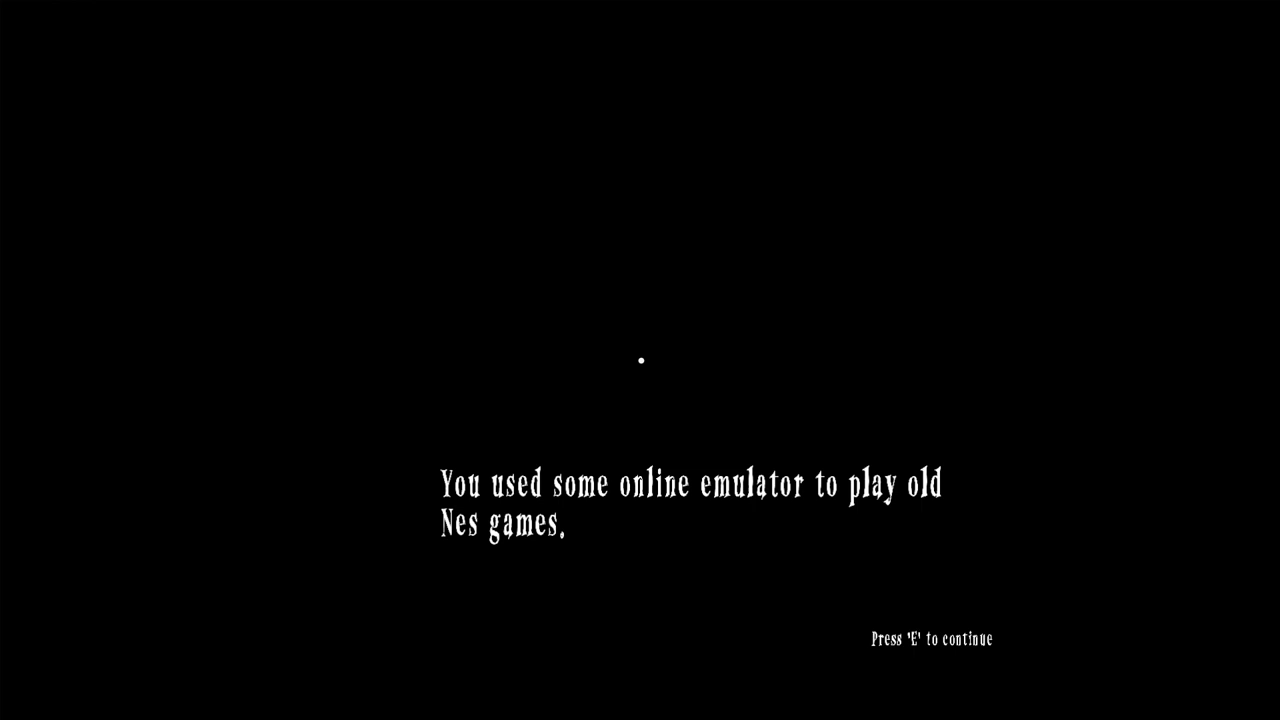 You used some online emulator to play old
Nes games.
Press 'E' to continue